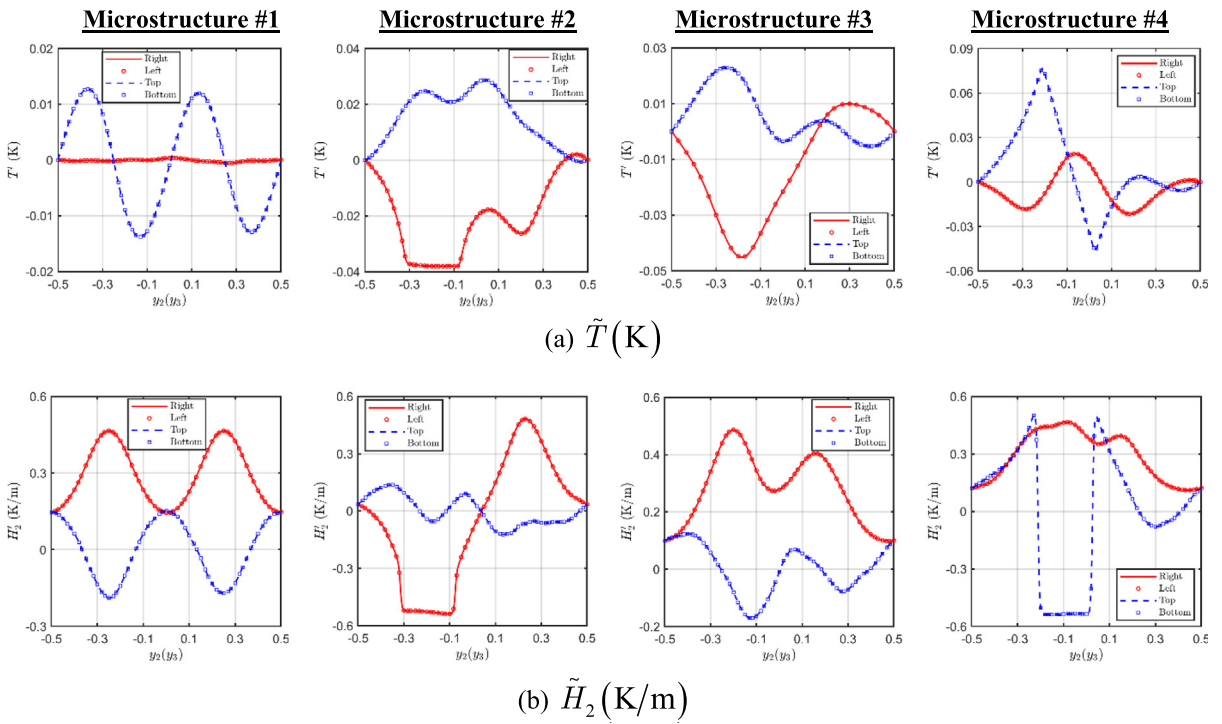 Microstructure #1 Microstructure #2 Microstructure #3 Microstructure #4
0.02 0.01 0 -0.01 -0.02
T' (K)
Right
Left
Top
Bottom
-0.5 -0.3 -0.1 0.1 0.3 0.5
y₂(y₃)
0.04 0.02 0 -0.02 -0.04
T' (K)
Right
Left
Top
Bottom
-0.5 -0.3 -0.1 0.1 0.3 0.5
y₂(y₃)
0.03 0.01 -0.01 -0.03 -0.05
T' (K)
Right
Left
Top
Bottom
-0.5 -0.3 -0.1 0.1 0.3 0.5
y₂(y₃)
0.09 0.06 0.03 0 -0.03 -0.06
T' (K)
Right
Left
Top
Bottom
-0.5 -0.3 -0.1 0.1 0.3 0.5
y₂(y₃)
(a) T̃(K)
0.6 0.3 0 -0.3
H'₂ (K/m)
Right
Left
Top
Bottom
-0.5 -0.3 -0.1 0.1 0.3 0.5
y₂(y₃)
0.6 0.3 0 -0.3 -0.6
H'₂ (K/m)
Right
Left
Top
Bottom
-0.5 -0.3 -0.1 0.1 0.3 0.5
y₂(y₃)
0.6 0.4 0.2 0 -0.2
H'₂ (K/m)
Right
Left
Top
Bottom
-0.5 -0.3 -0.1 0.1 0.3 0.5
y₂(y₃)
0.6 0.3 0 -0.3 -0.6
H'₂ (K/m)
Right
Left
Top
Bottom
-0.5 -0.3 -0.1 0.1 0.3 0.5
y₂(y₃)
(b) H̃₂(K/m)